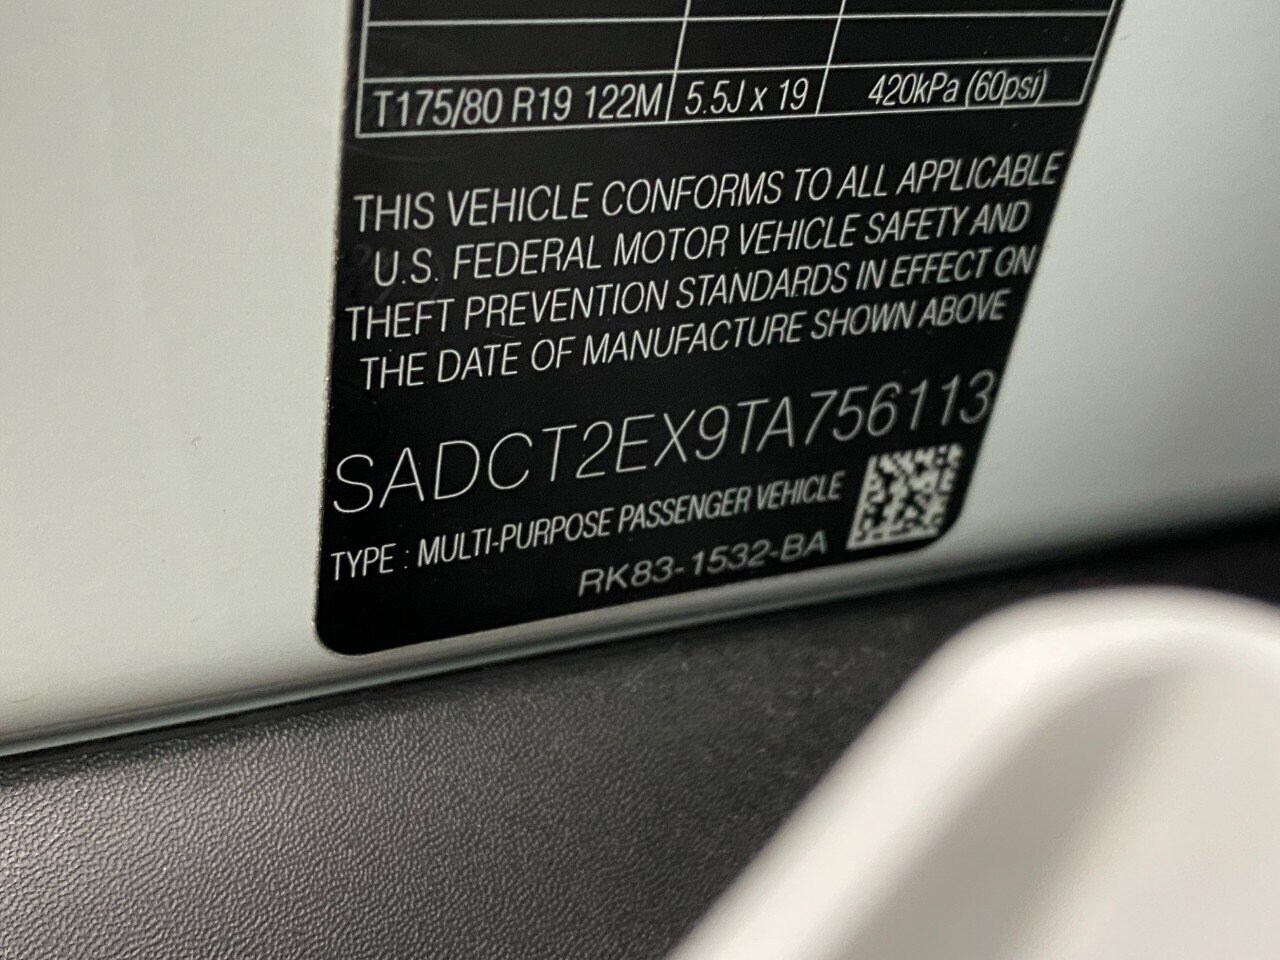 T175/80 R19 122M 5.5J x 19 420kPa (60psi)
THIS VEHICLE CONFORMS TO ALL APPLICABLE
U.S. FEDERAL MOTOR VEHICLE SAFETY AND
THEFT PREVENTION STANDARDS IN EFFECT ON
THE DATE OF MANUFACTURE SHOWN ABOVE
SADCT2EX9TA756113
TYPE : MULTI-PURPOSE PASSENGER VEHICLE
RK83-1532-BA